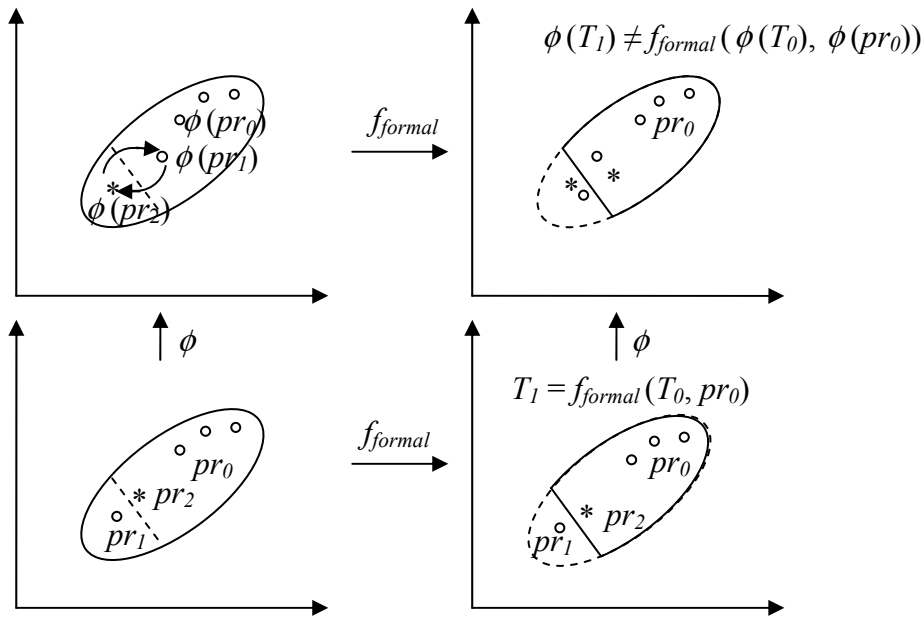 ϕ(T₁) ≠ f_formal(ϕ(T₀), ϕ(pr₀))
ϕ(pr₀)
f_formal
pr₀
ϕ(pr₁)
*
*
*
ϕ(pr₂)
ϕ
ϕ
T₁ = f_formal(T₀, pr₀)
f_formal
pr₀
pr₀
* pr₂
* pr₂
pr₁
pr₁